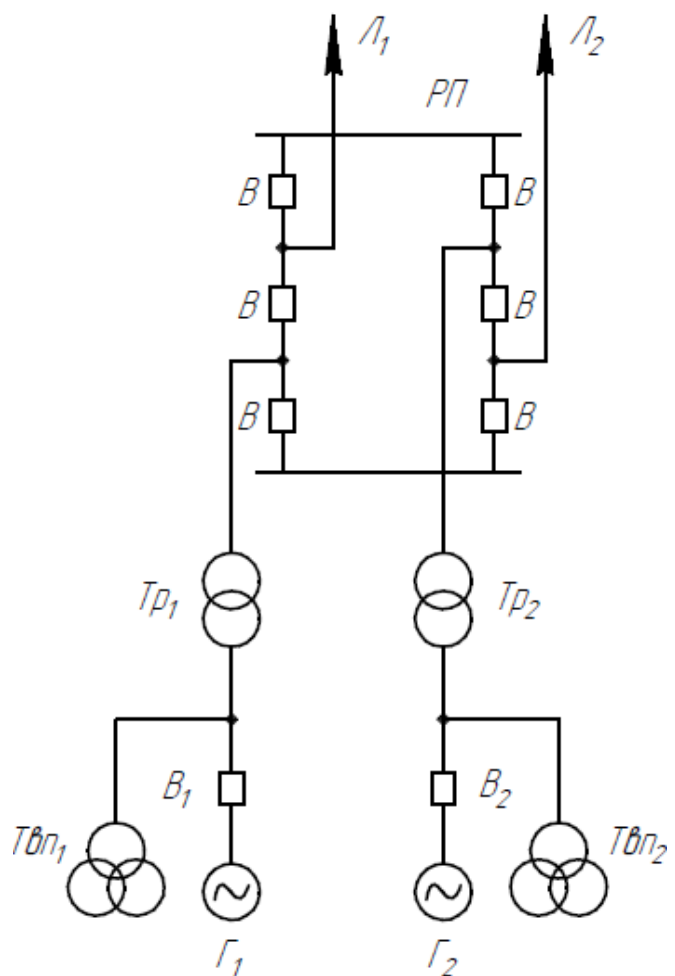 Л₁ Л₂
РП
В В
В В
В В
Тр₁ Тр₂
В₁ В₂
Твп₁ Твп₂
Г₁ Г₂